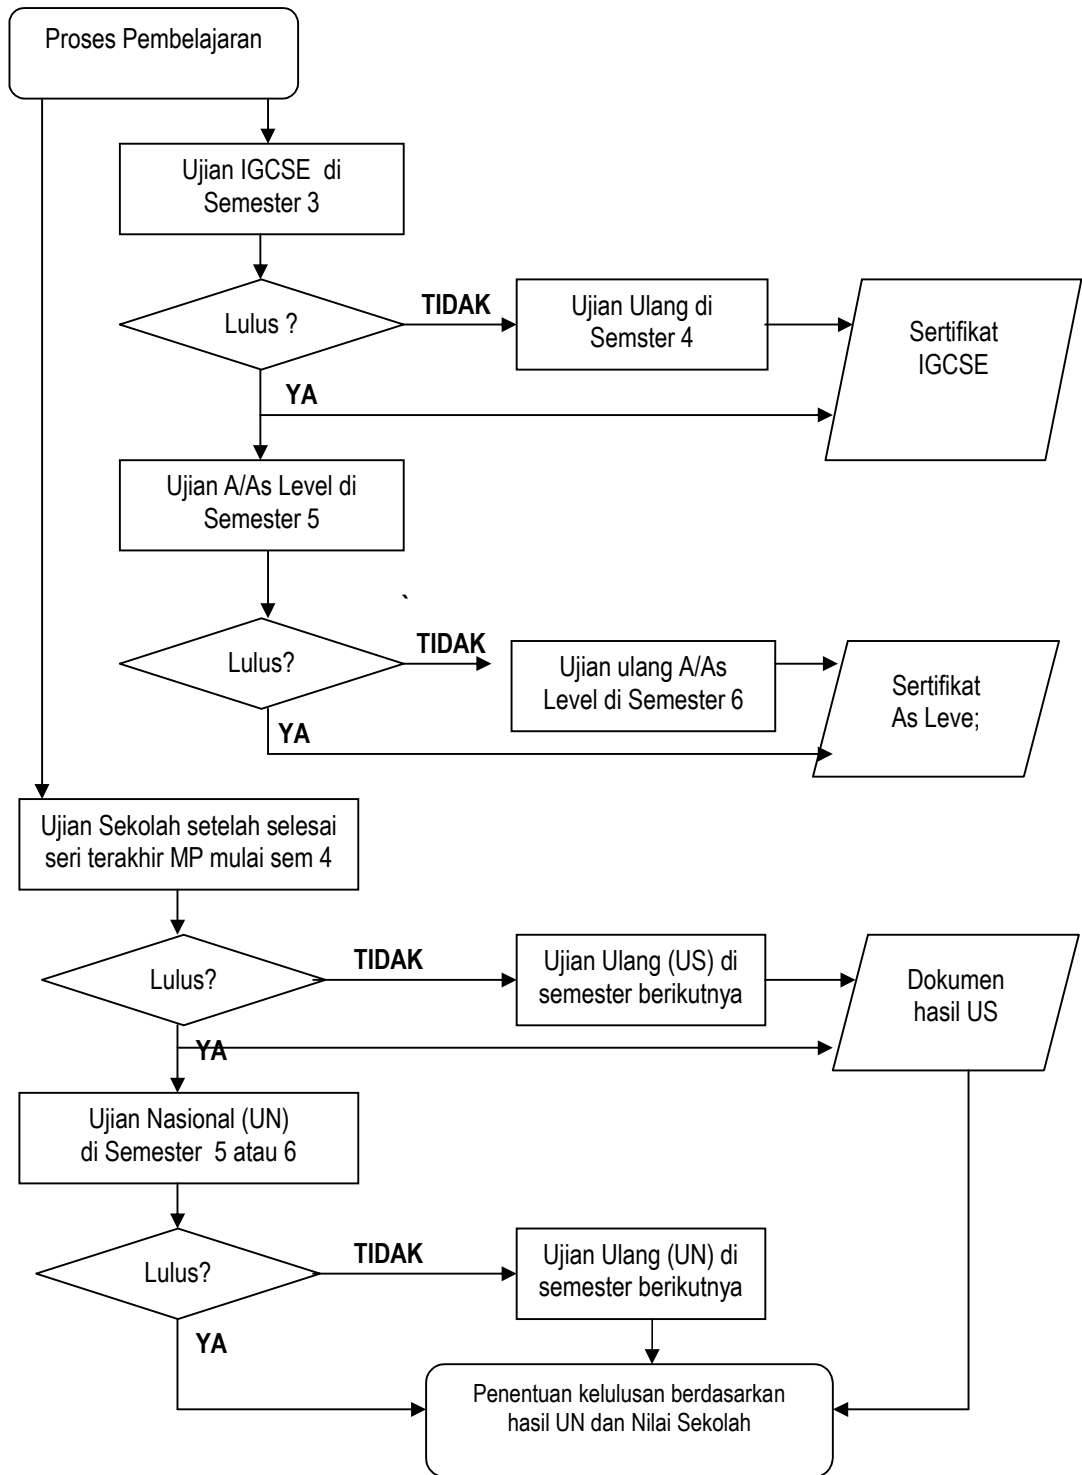 Proses Pembelajaran
Ujian IGCSE di
Semester 3
Lulus ?
TIDAK
Ujian Ulang di
Semster 4
Sertifikat
IGCSE
YA
Ujian A/As Level di
Semester 5
`
Lulus?
TIDAK
Ujian ulang A/As
Level di Semester 6
Sertifikat
As Leve;
YA
Ujian Sekolah setelah selesai
seri terakhir MP mulai sem 4
Lulus?
TIDAK
Ujian Ulang (US) di
semester berikutnya
Dokumen
hasil US
YA
Ujian Nasional (UN)
di Semester 5 atau 6
Lulus?
TIDAK
Ujian Ulang (UN) di
semester berikutnya
YA
Penentuan kelulusan berdasarkan
hasil UN dan Nilai Sekolah